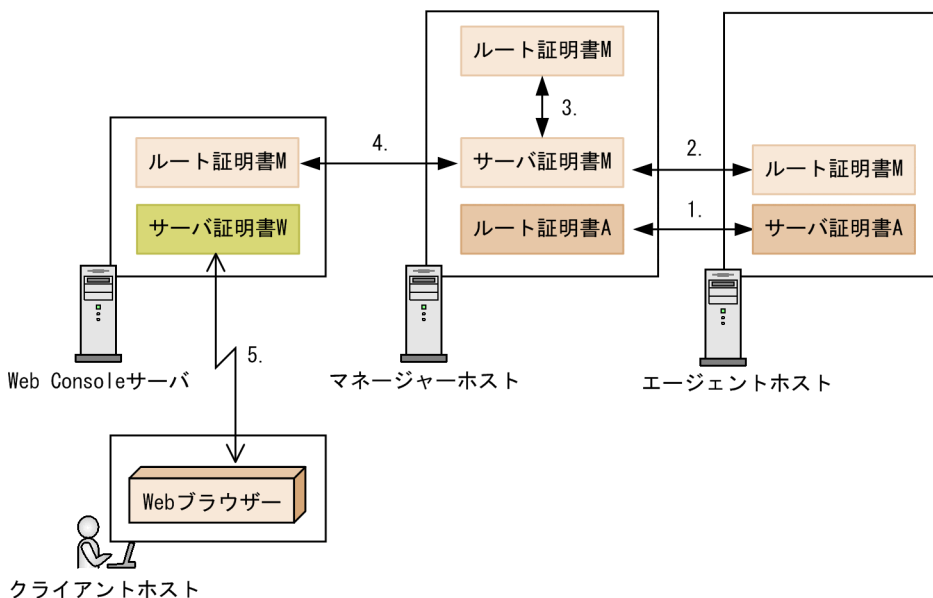 ルート証明書M
3.
4.
2.
ルート証明書M
サーバ証明書M
ルート証明書M
1.
サーバ証明書W
ルート証明書A
サーバ証明書A
5.
Web Consoleサーバ
マネージャーホスト
エージェントホスト
Webブラウザー
クライアントホスト